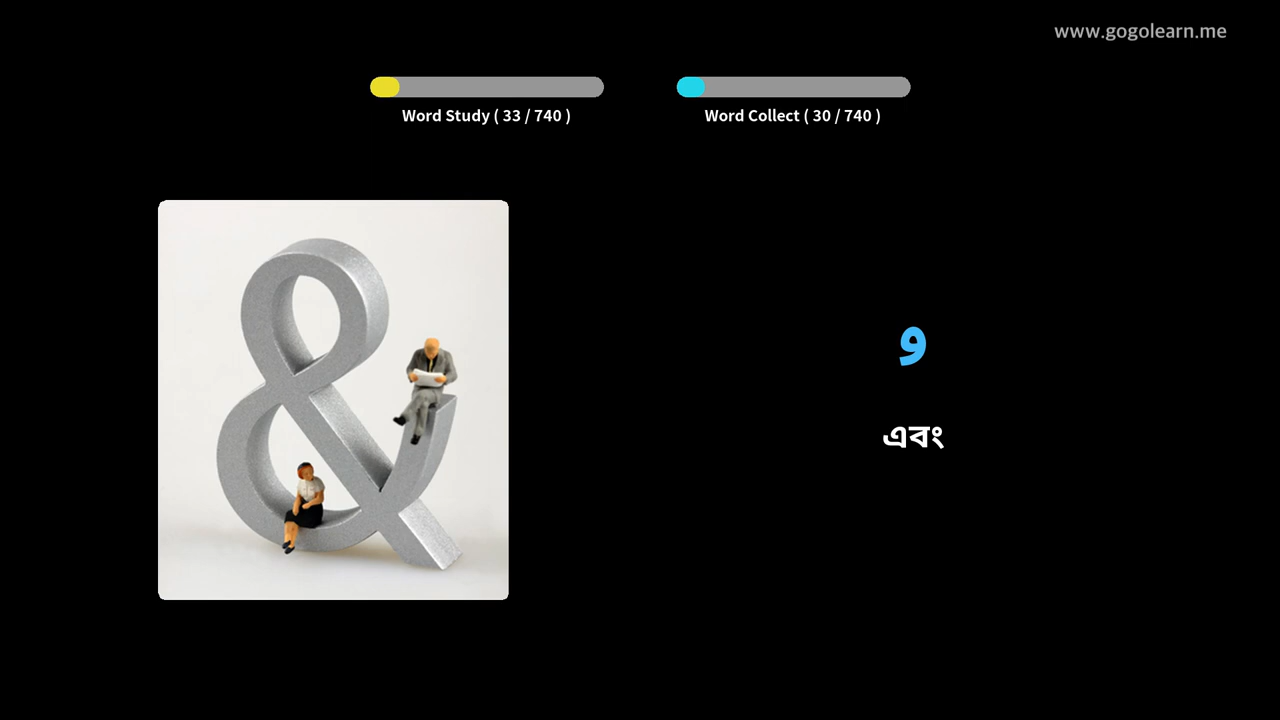 www.gogolearn.me
Word Study ( 33 / 740 )
Word Collect ( 30 / 740 )
&
و
এবং